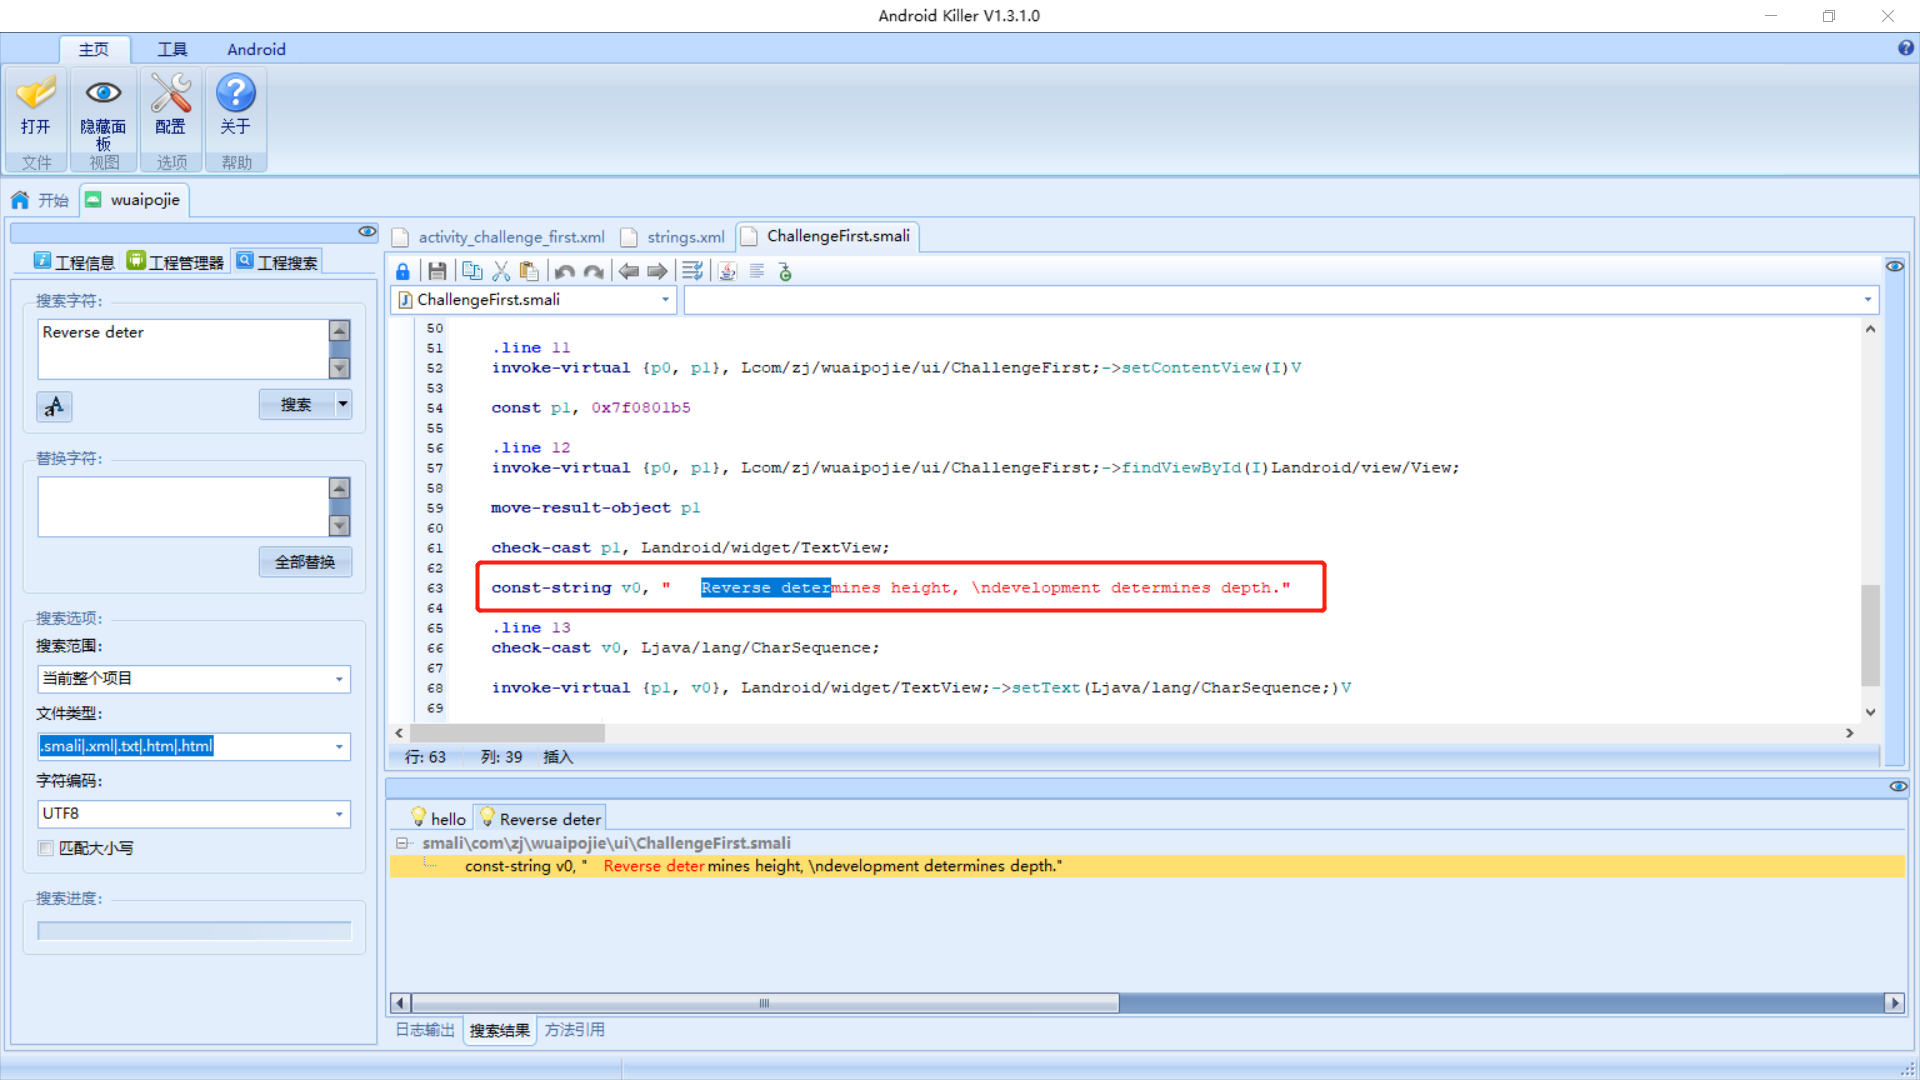 Android Killer V1.3.1.0
主页 工具 Android
打开
隐藏面板
配置
关于
文件 视图 选项 帮助
开始 wuaipojie
工程信息 工程管理器 工程搜索
搜索字符:
Reverse deter
搜索
替换字符:
全部替换
搜索选项:
搜索范围:
当前整个项目
文件类型:
.smali|.xml|.txt|.htm|.html
字符编码:
UTF8
匹配大小写
搜索进度:
activity_challenge_first.xml strings.xml ChallengeFirst.smali
ChallengeFirst.smali
50
51 .line 11
52 invoke-virtual {p0, p1}, Lcom/zj/wuaipojie/ui/ChallengeFirst;->setContentView(I)V
53
54 const p1, 0x7f0801b5
55
56 .line 12
57 invoke-virtual {p0, p1}, Lcom/zj/wuaipojie/ui/ChallengeFirst;->findViewById(I)Landroid/view/View;
58
59 move-result-object p1
60
61 check-cast p1, Landroid/widget/TextView;
62
63 const-string v0, "   Reverse determines height, \ndevelopment determines depth."
64
65 .line 13
66 check-cast v0, Ljava/lang/CharSequence;
67
68 invoke-virtual {p1, v0}, Landroid/widget/TextView;->setText(Ljava/lang/CharSequence;)V
69
行: 63 列: 39 插入
hello Reverse deter
smali\com\zj\wuaipojie\ui\ChallengeFirst.smali
const-string v0, "   Reverse determines height, \ndevelopment determines depth."
日志输出 搜索结果 方法引用